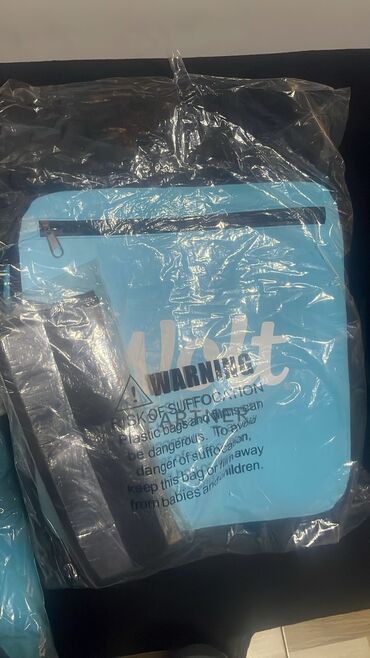 Wolt
WARNING
RISK OF SUFFOCATION
PARTNER
Plastic bags and films can
be dangerous. To avoid
danger of suffocation,
keep this bag or film away
from babies and children.